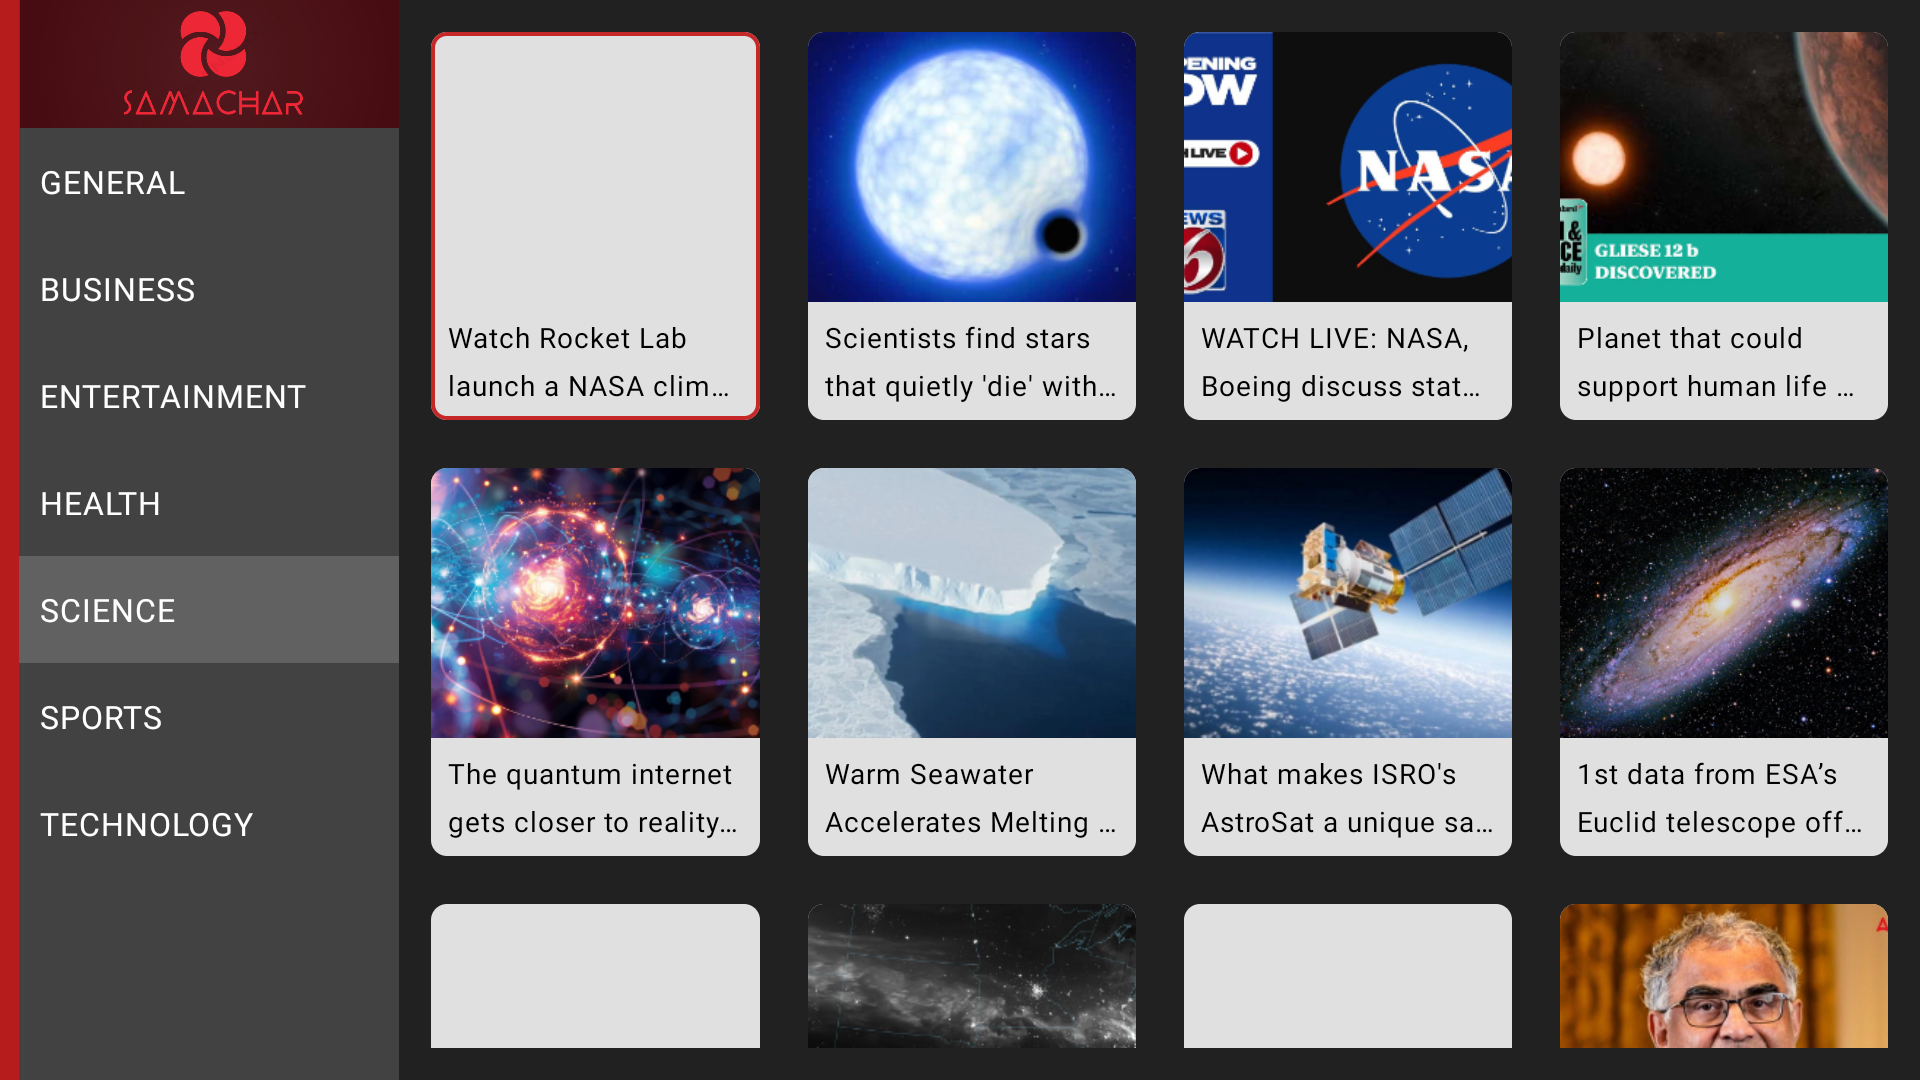 SAMACHAR
GENERAL
BUSINESS
ENTERTAINMENT
HEALTH
SCIENCE
SPORTS
TECHNOLOGY
Watch Rocket Lab
launch a NASA clim...
Scientists find stars
that quietly 'die' with...
PENING
OW
LIVE
EWS
6
NASA
WATCH LIVE: NASA,
Boeing discuss stat...
&
CE
daily
GLIESE 12 b
DISCOVERED
Planet that could
support human life ...
The quantum internet
gets closer to reality...
Warm Seawater
Accelerates Melting ...
What makes ISRO's
AstroSat a unique sa...
1st data from ESA’s
Euclid telescope off...
A